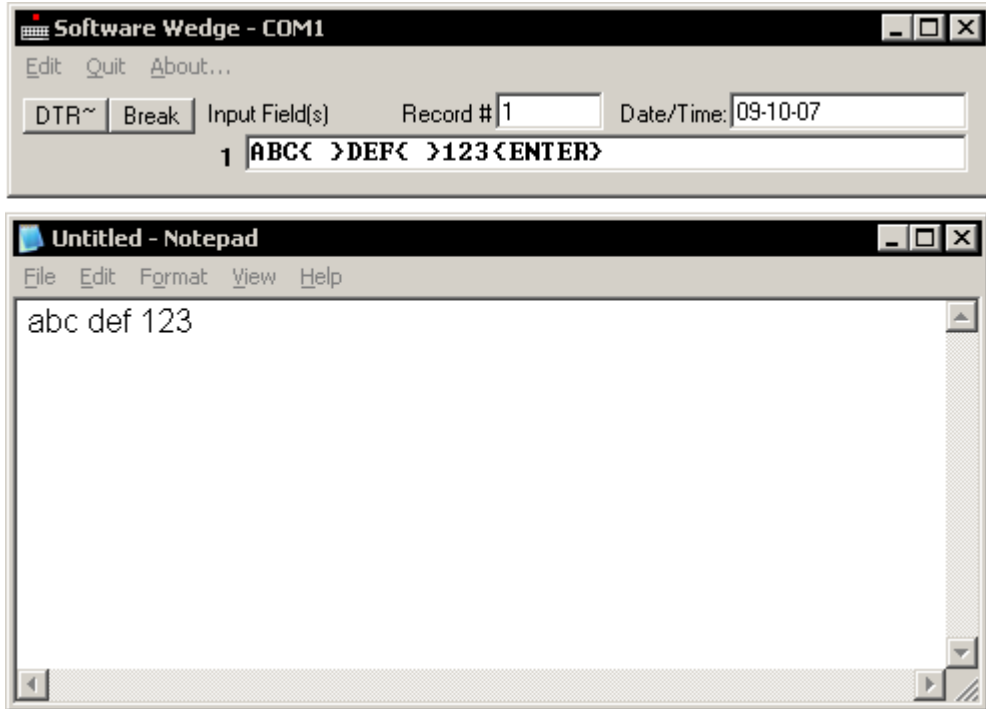 Software Wedge - COM1
Edit Quit About...
DTR~ Break Input Field(s) Record # 1 Date/Time: 09-10-07
1 ABC{ }DEF{ }123{ENTER}
Untitled - Notepad
File Edit Format View Help
abc def 123